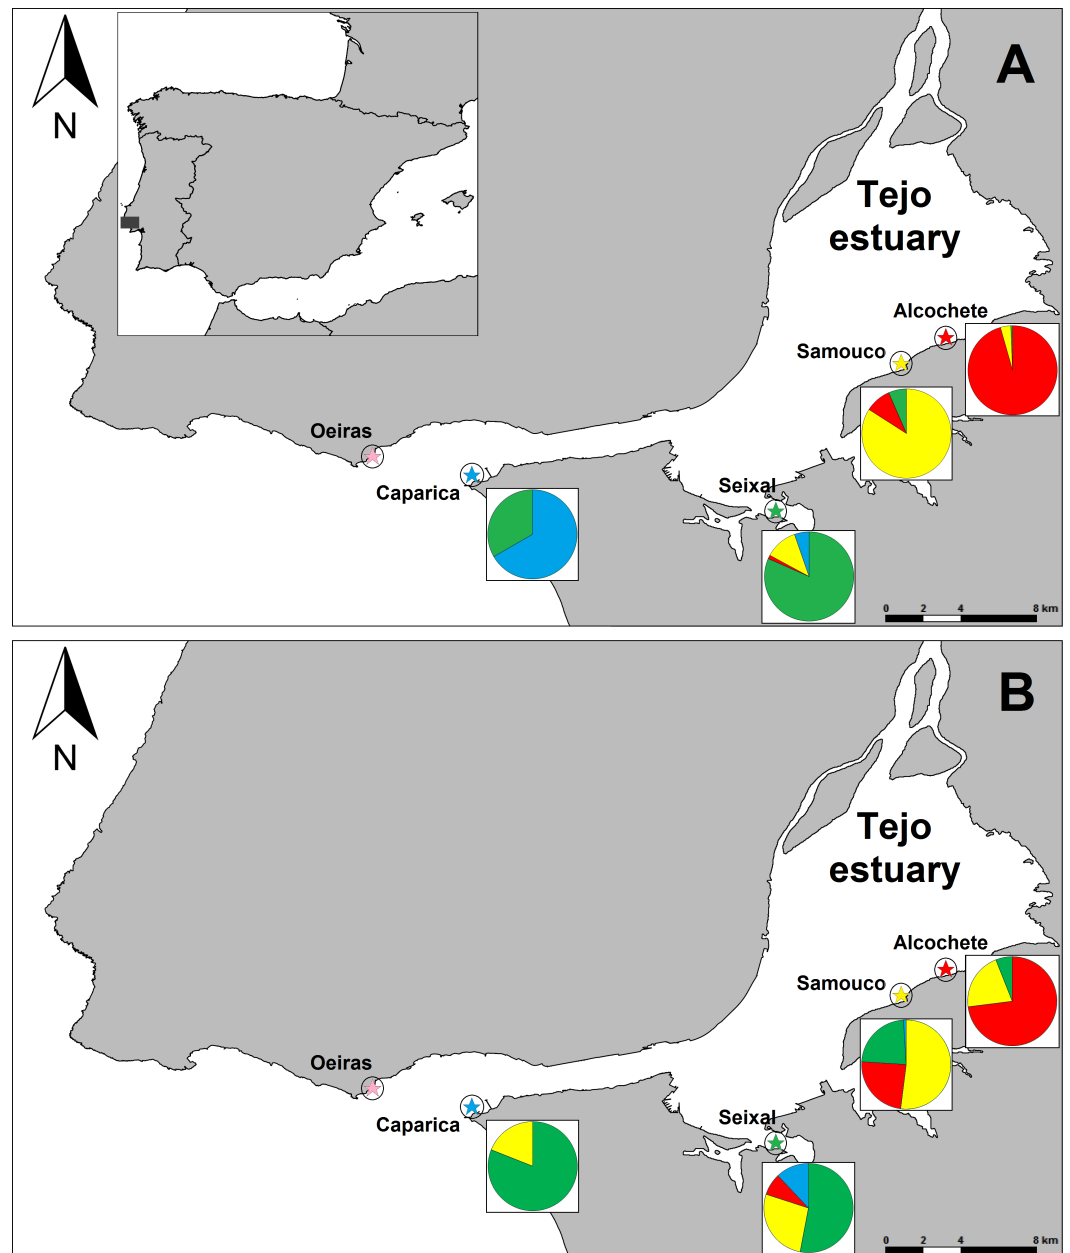 A
N
Tejo
estuary
Alcochete
Samouco
Oeiras
Caparica
Seixal
0 2 4 8 km
B
N
Tejo
estuary
Alcochete
Samouco
Oeiras
Caparica
Seixal
0 2 4 8 km